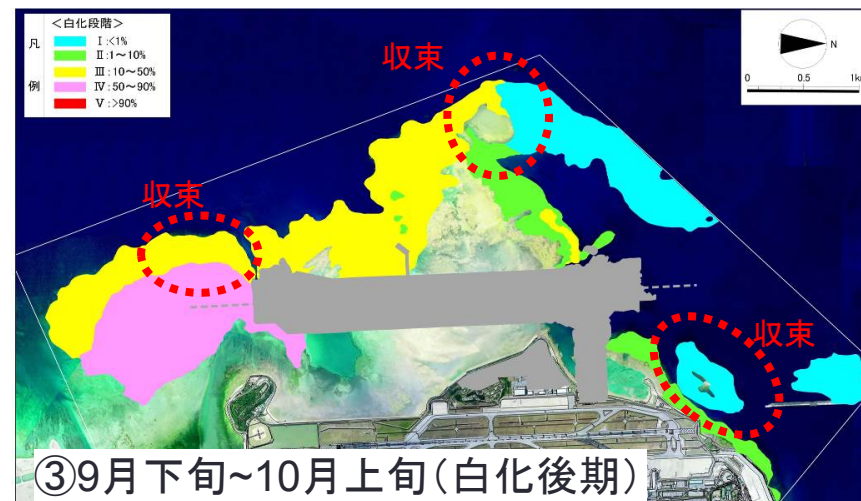 <白化段階>
凡例
Ⅰ:<1%
Ⅱ:1~10%
Ⅲ:10~50%
Ⅳ:50~90%
Ⅴ:>90%
収束
N
0 0.5 1km
収束
収束
③9月下旬~10月上旬(白化後期)